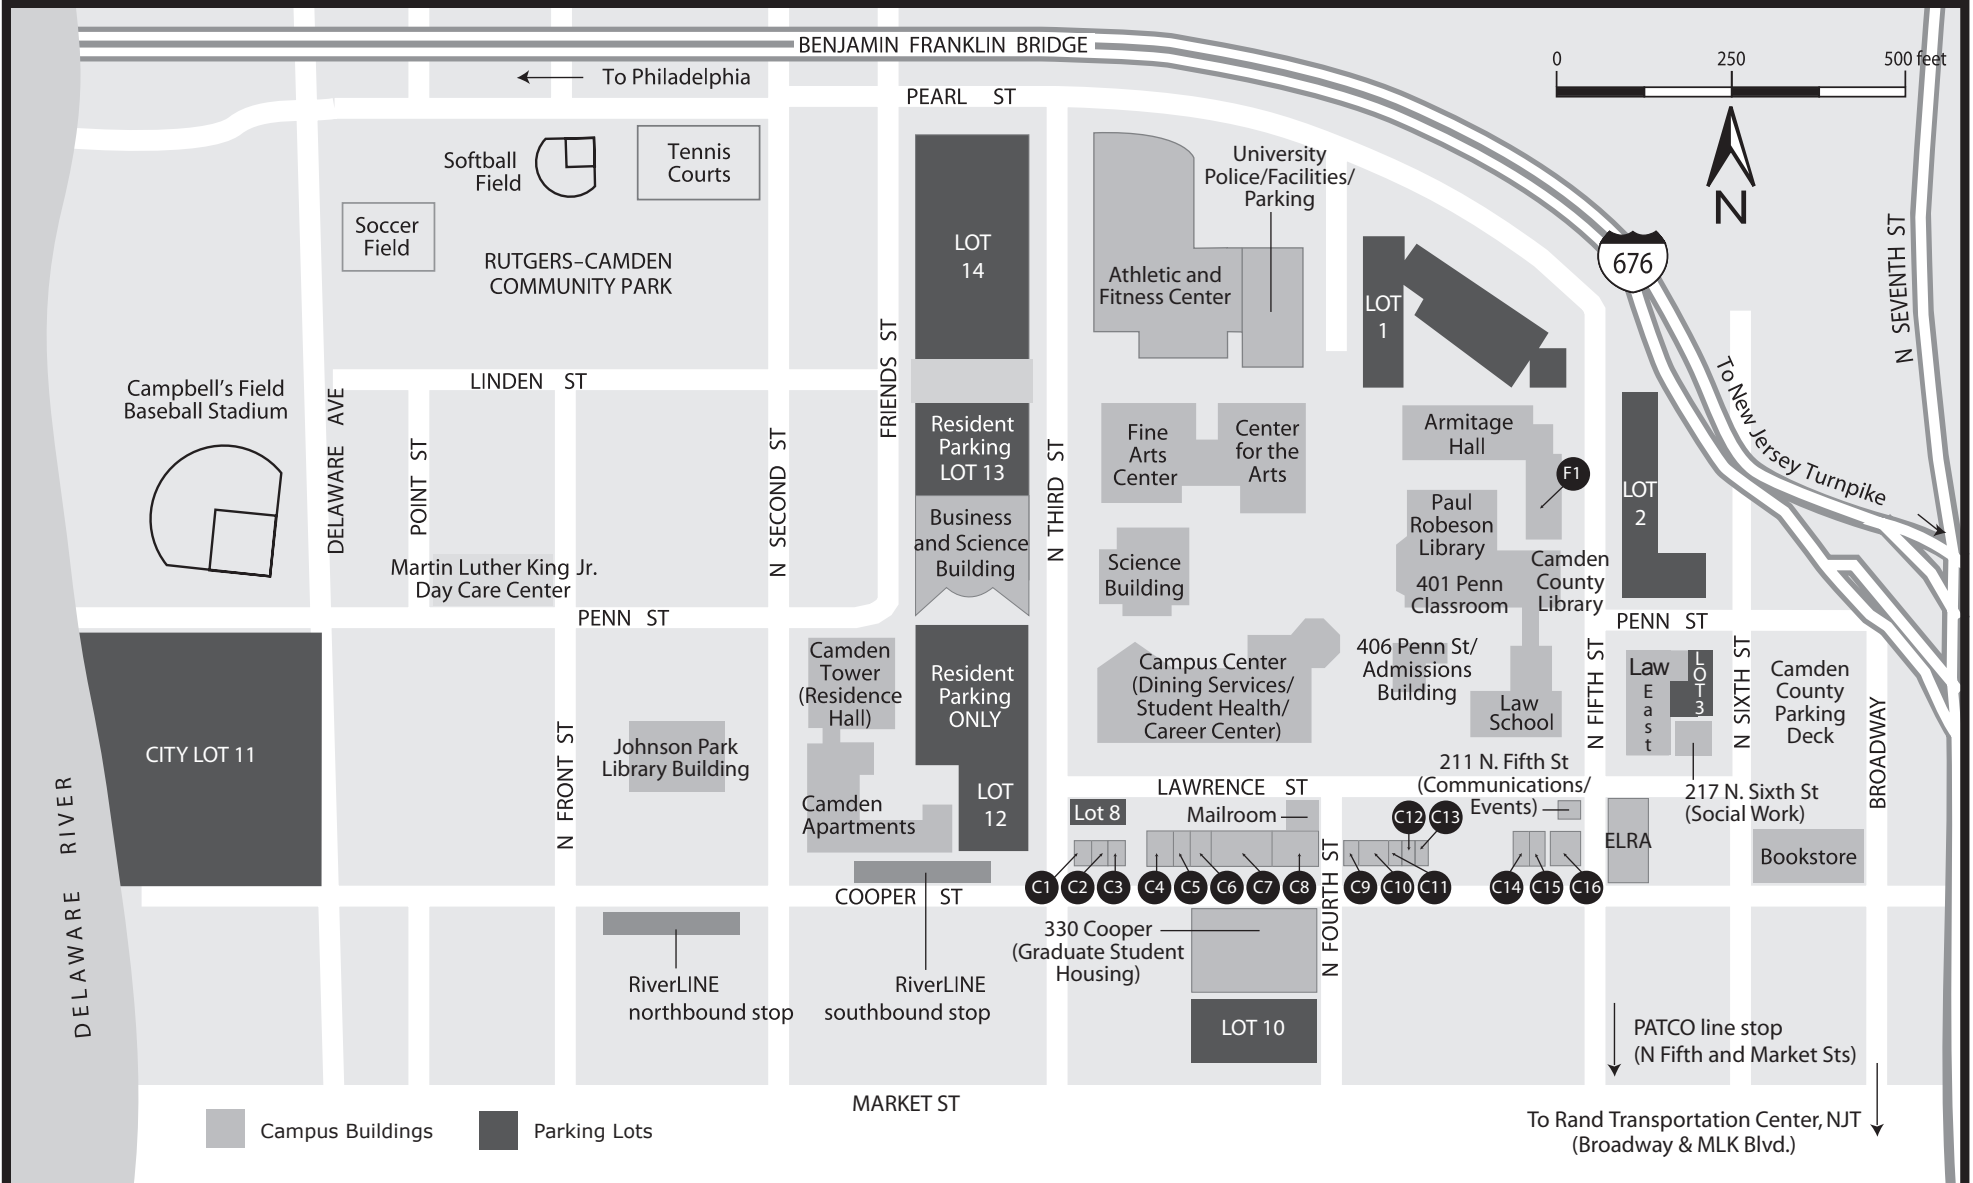 BENJAMIN FRANKLIN BRIDGE
To Philadelphia
PEARL ST
0 250 500 feet
N
Softball
Field
Tennis
Courts
Soccer
Field
RUTGERS–CAMDEN
COMMUNITY PARK
LOT
14
University
Police/Facilities/
Parking
Athletic and
Fitness Center
LOT
1
676
N SEVENTH ST
To New Jersey Turnpike
Campbell's Field
Baseball Stadium
DELAWARE AVE
LINDEN ST
POINT ST
N SECOND ST
FRIENDS ST
Resident
Parking
LOT 13
Business
and Science
Building
N THIRD ST
Fine
Arts
Center
Center
for the
Arts
Armitage
Hall
F1
LOT
2
Paul
Robeson
Library
Science
Building
401 Penn
Classroom
Camden
County
Library
Martin Luther King Jr.
Day Care Center
PENN ST
PENN ST
CITY LOT 11
N FRONT ST
Johnson Park
Library Building
Camden
Tower
(Residence
Hall)
Camden
Apartments
Resident
Parking
ONLY
LOT
12
Campus Center
(Dining Services/
Student Health/
Career Center)
406 Penn St/
Admissions
Building
Law
School
N FIFTH ST
Law
East
LOT3
N SIXTH ST
Camden
County
Parking
Deck
BROADWAY
LAWRENCE ST
211 N. Fifth St
(Communications/
Events)
217 N. Sixth St
(Social Work)
Lot 8
Mailroom
C12 C13
ELRA
Bookstore
C1 C2 C3 C4 C5 C6 C7 C8 C9 C10 C11 C14 C15 C16
N FOURTH ST
COOPER ST
DELAWARE RIVER
330 Cooper
(Graduate Student
Housing)
RiverLINE
northbound stop
RiverLINE
southbound stop
LOT 10
PATCO line stop
(N Fifth and Market Sts)
MARKET ST
To Rand Transportation Center, NJT
(Broadway & MLK Blvd.)
Campus Buildings
Parking Lots